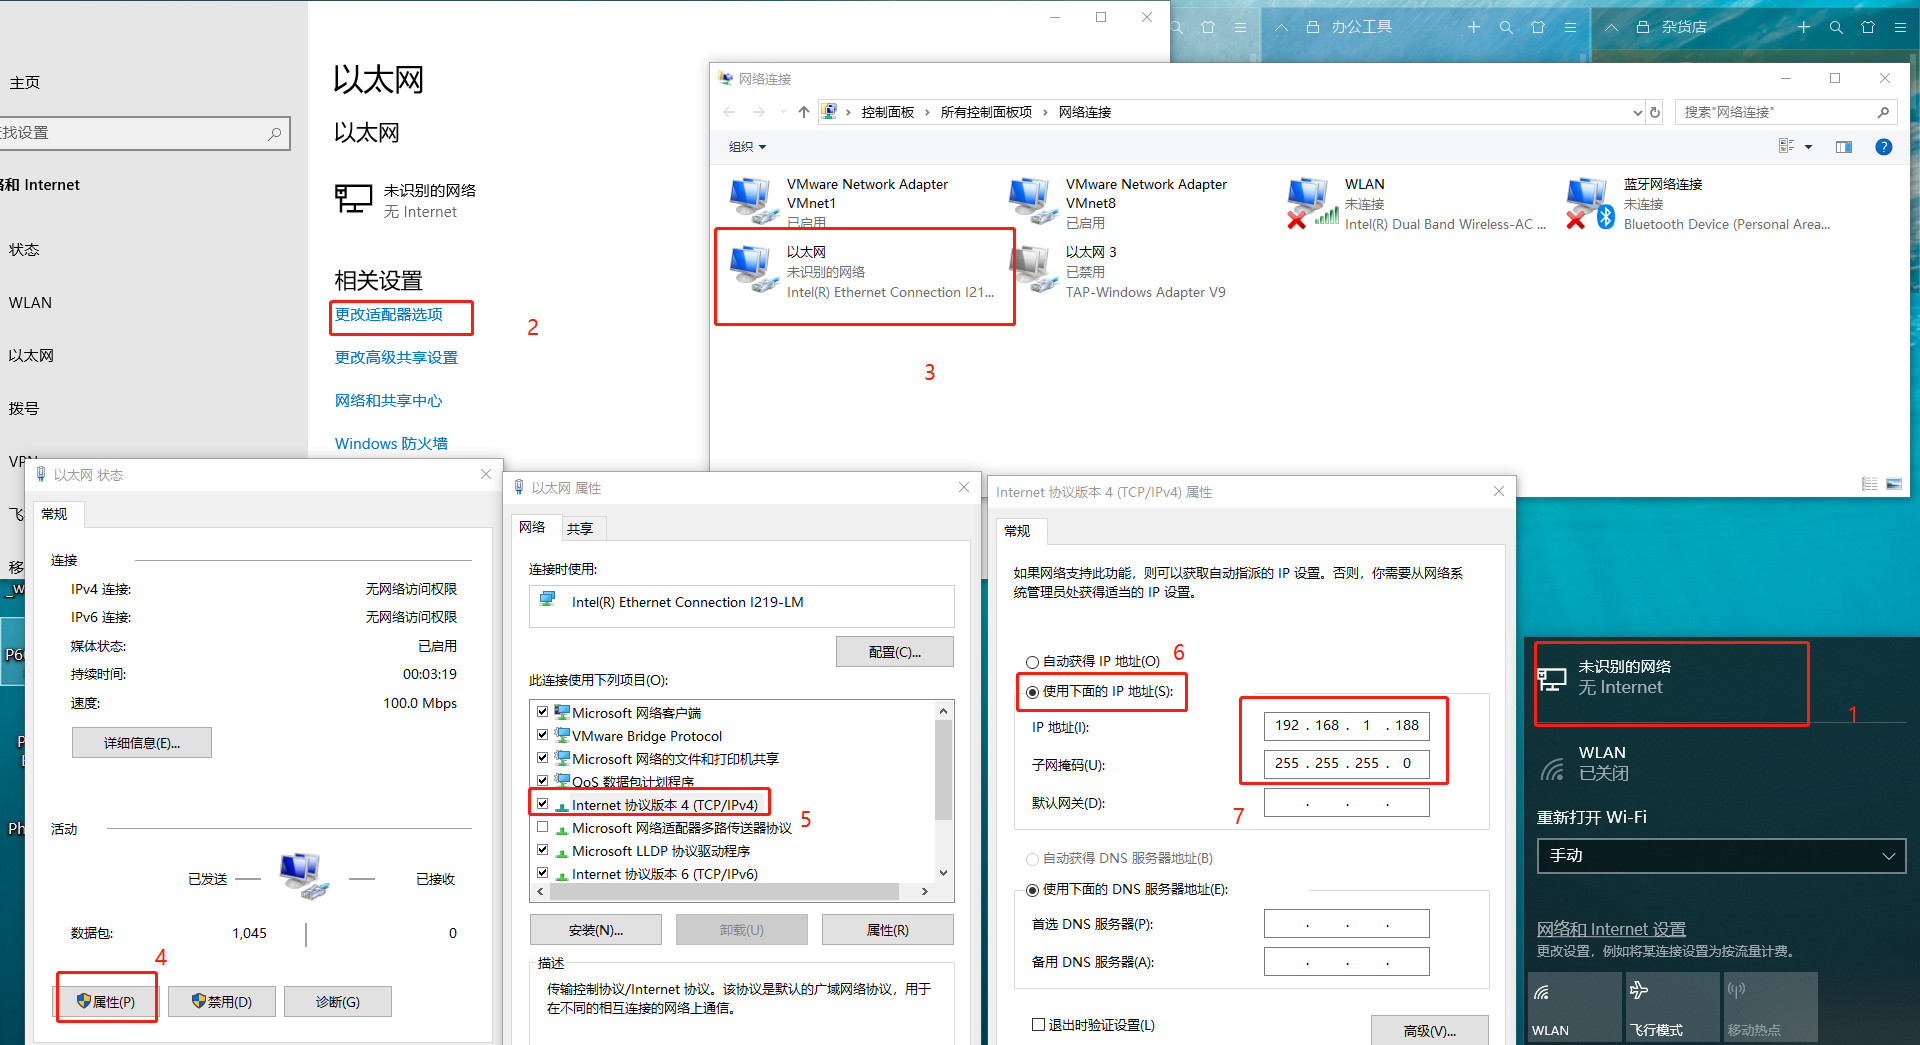 办公工具
杂货店
主页
找设置
和 Internet
状态
WLAN
以太网
拨号
VPN
飞
移
以太网
以太网
未识别的网络
无 Internet
相关设置
更改适配器选项
2
更改高级共享设置
网络和共享中心
Windows 防火墙
网络连接
控制面板 › 所有控制面板项 › 网络连接
搜索"网络连接"
组织
VMware Network Adapter
VMnet1
已启用
VMware Network Adapter
VMnet8
已启用
WLAN
未连接
Intel(R) Dual Band Wireless-AC ...
蓝牙网络连接
未连接
Bluetooth Device (Personal Area...
以太网
未识别的网络
Intel(R) Ethernet Connection I21...
以太网 3
已禁用
TAP-Windows Adapter V9
3
_w
P6
P
E
Ph
以太网 状态
常规
连接
IPv4 连接: 无网络访问权限
IPv6 连接: 无网络访问权限
媒体状态: 已启用
持续时间: 00:03:19
速度: 100.0 Mbps
详细信息(E)...
活动
已发送 — — 已接收
数据包: 1,045 0
4
属性(P) 禁用(D) 诊断(G)
以太网 属性
网络 共享
连接时使用:
Intel(R) Ethernet Connection I219-LM
配置(C)...
此连接使用下列项目(O):
Microsoft 网络客户端
VMware Bridge Protocol
Microsoft 网络的文件和打印机共享
QoS 数据包计划程序
Internet 协议版本 4 (TCP/IPv4)
5
Microsoft 网络适配器多路传送器协议
Microsoft LLDP 协议驱动程序
Internet 协议版本 6 (TCP/IPv6)
安装(N)... 卸载(U) 属性(R)
描述
传输控制协议/Internet 协议。该协议是默认的广域网络协议，用于
在不同的相互连接的网络上通信。
Internet 协议版本 4 (TCP/IPv4) 属性
常规
如果网络支持此功能，则可以获取自动指派的 IP 设置。否则，你需要从网络系
统管理员处获得适当的 IP 设置。
自动获得 IP 地址(O)
6
使用下面的 IP 地址(S):
IP 地址(I): 192 . 168 . 1 . 188
子网掩码(U): 255 . 255 . 255 . 0
默认网关(D): . . .
7
自动获得 DNS 服务器地址(B)
使用下面的 DNS 服务器地址(E):
首选 DNS 服务器(P): . . .
备用 DNS 服务器(A): . . .
退出时验证设置(L)
高级(V)...
未识别的网络
无 Internet
1
WLAN
已关闭
重新打开 Wi-Fi
手动
网络和 Internet 设置
更改设置，例如将某连接设置为按流量计费。
WLAN
飞行模式
移动热点